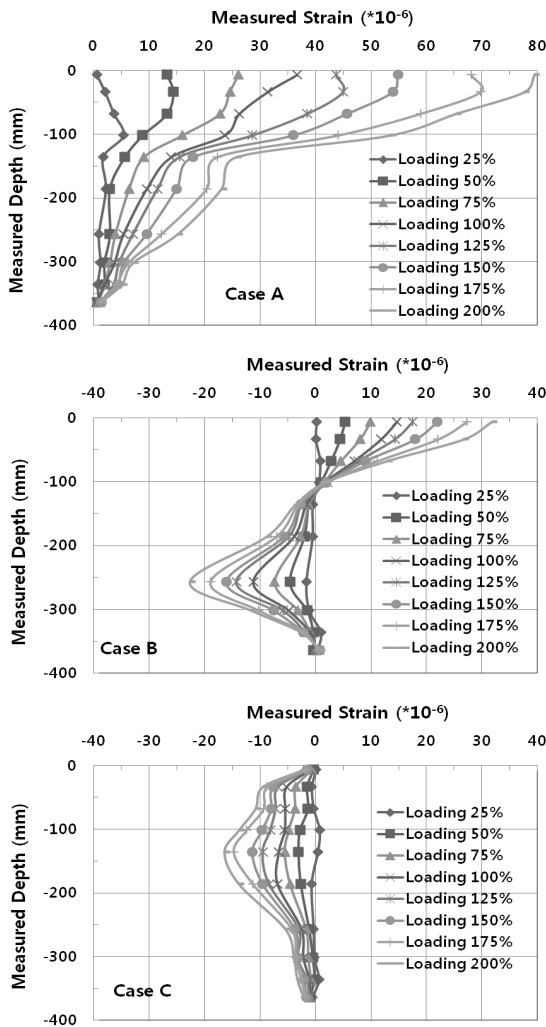 Measured Strain (*10-6)
0 10 20 30 40 50 60 70 80
Measured Depth (mm)
0
-100
-200
-300
-400
Loading 25%
Loading 50%
Loading 75%
Loading 100%
Loading 125%
Loading 150%
Loading 175%
Loading 200%
Case A
Measured Strain (*10-6)
-40 -30 -20 -10 0 10 20 30 40
Measured Depth (mm)
0
-100
-200
-300
-400
Loading 25%
Loading 50%
Loading 75%
Loading 100%
Loading 125%
Loading 150%
Loading 175%
Loading 200%
Case B
Measured Strain (*10-6)
-40 -30 -20 -10 0 10 20 30 40
Measured Depth (mm)
0
-100
-200
-300
-400
Loading 25%
Loading 50%
Loading 75%
Loading 100%
Loading 125%
Loading 150%
Loading 175%
Loading 200%
Case C